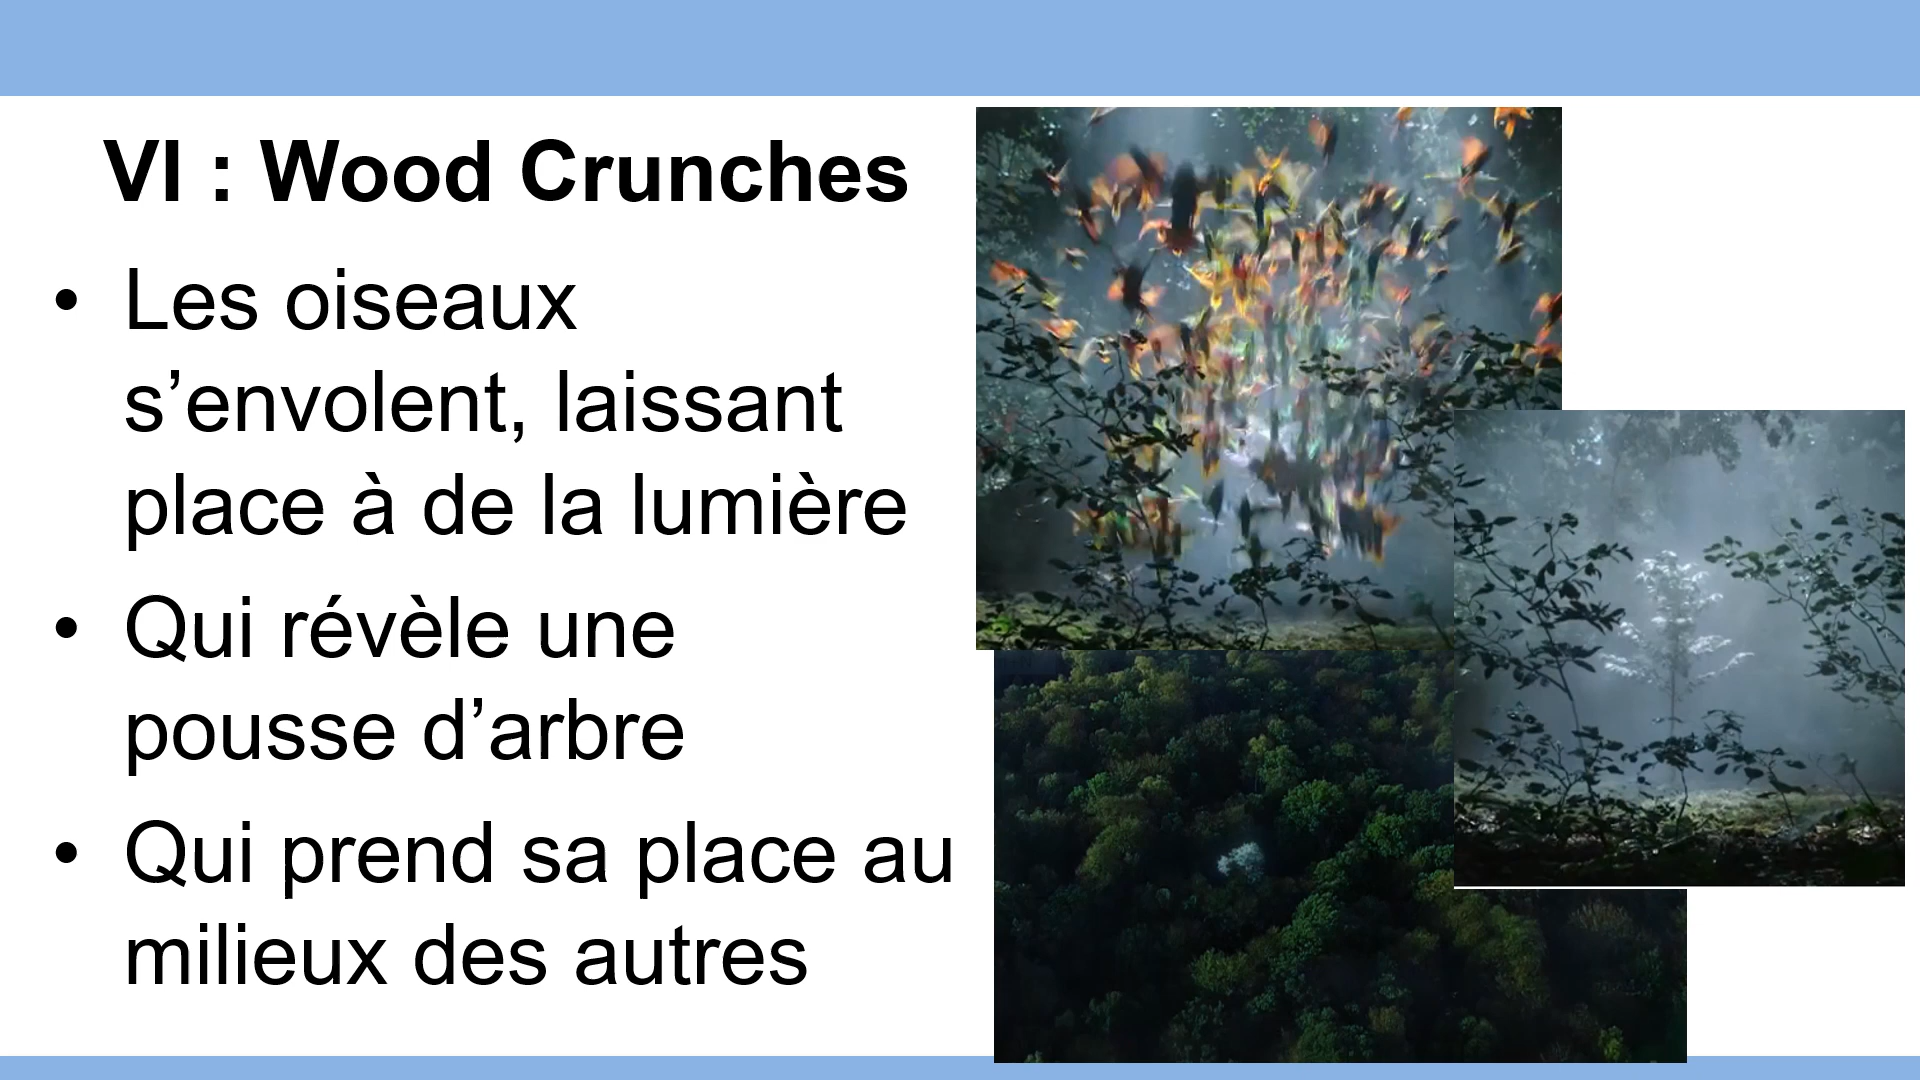 VI : Wood Crunches
• Les oiseaux
s’envolent, laissant
place à de la lumière
• Qui révèle une
pousse d’arbre
• Qui prend sa place au
milieux des autres